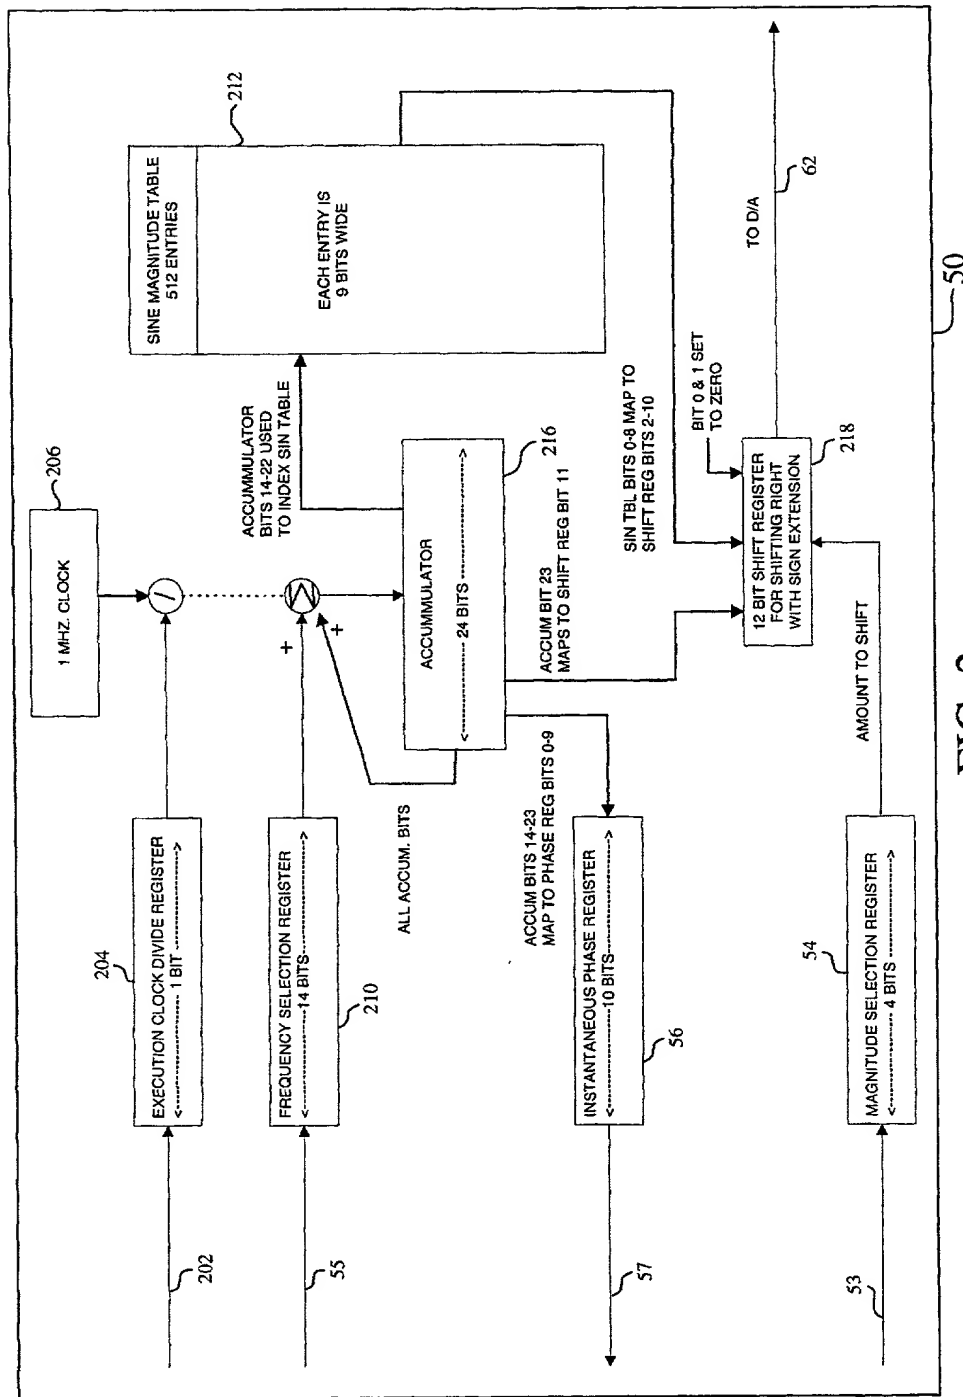 202
204
EXECUTION CLOCK DIVIDE REGISTER
<----------- 1 BIT ----------->
1 MHZ. CLOCK
206
/
SINE MAGNITUDE TABLE
512 ENTRIES
EACH ENTRY IS
9 BITS WIDE
212
55
FREQUENCY SELECTION REGISTER
<-----------14 BITS----------->
210
+
Σ
+
ACCUMMULATOR
BITS 14-22 USED
TO INDEX SIN TABLE
ALL ACCUM. BITS
ACCUMMULATOR
<----------- 24 BITS ----------->
216
ACCUM BITS 14-23
MAP TO PHASE REG BITS 0-9
ACCUM BIT 23
MAPS TO SHIFT REG BIT 11
SIN TBL BITS 0-8 MAP TO
SHIFT REG BITS 2-10
57
INSTANTANEOUS PHASE REGISTER
<-----------10 BITS----------->
56
BIT 0 & 1 SET
TO ZERO
TO D/A
62
12 BIT SHIFT REGISTER
FOR SHIFTING RIGHT
WITH SIGN EXTENSION
218
AMOUNT TO SHIFT
53
54
MAGNITUDE SELECTION REGISTER
<----------- 4 BITS ----------->
50
FIG.